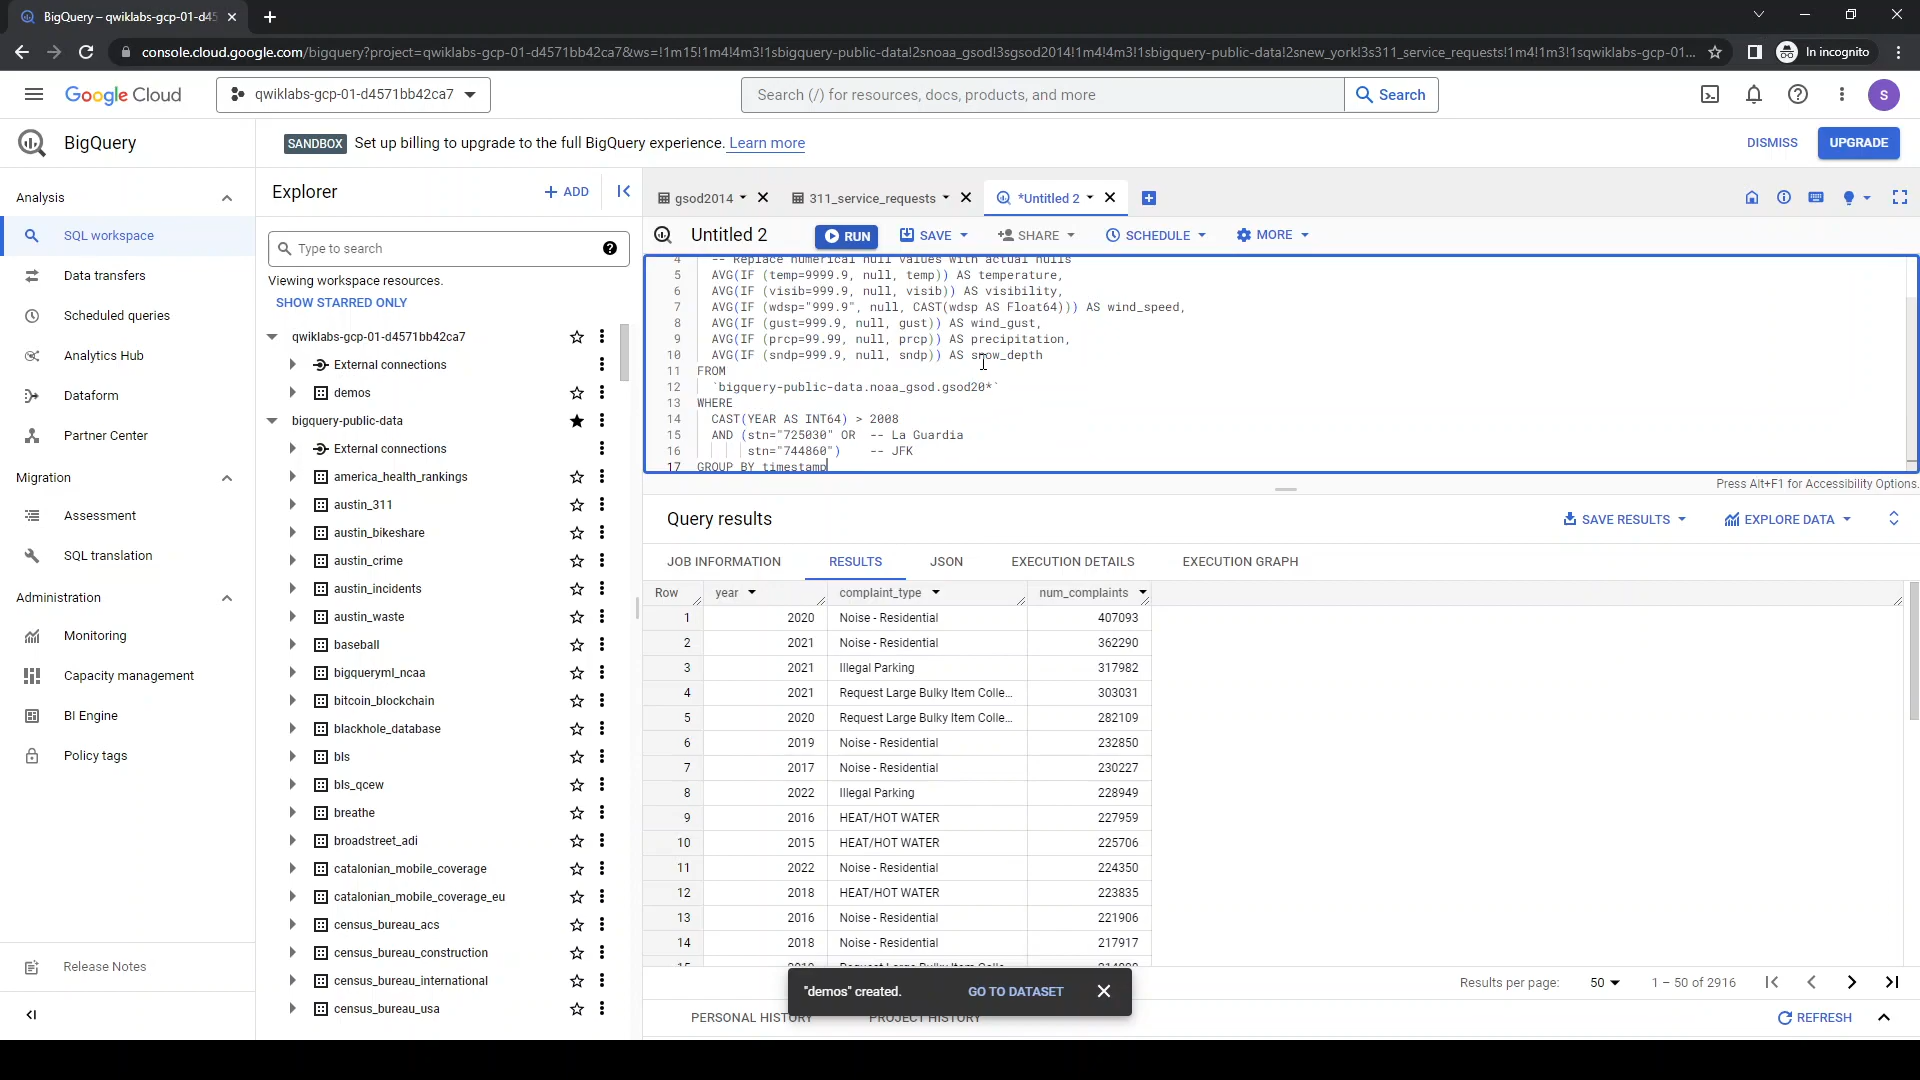 BigQuery – qwiklabs-gcp-01-d45
console.cloud.google.com/bigquery?project=qwiklabs-gcp-01-d4571bb42ca7&ws=!1m15!1m4!4m3!1sbigquery-public-data!2snoaa_gsod!3sgsod2014!1m4!4m3!1sbigquery-public-data!2snew_york!3s311_service_requests!1m4!1m3!1sqwiklabs-gcp-01...
In incognito
Google Cloud
qwiklabs-gcp-01-d4571bb42ca7
Search (/) for resources, docs, products, and more
Search
S
BigQuery
SANDBOX Set up billing to upgrade to the full BigQuery experience. Learn more
DISMISS
UPGRADE
Analysis
SQL workspace
Data transfers
Scheduled queries
Analytics Hub
Dataform
Partner Center
Migration
Assessment
SQL translation
Administration
Monitoring
Capacity management
BI Engine
Policy tags
Release Notes
Explorer
+ ADD
Type to search
Viewing workspace resources.
SHOW STARRED ONLY
qwiklabs-gcp-01-d4571bb42ca7
External connections
demos
bigquery-public-data
External connections
america_health_rankings
austin_311
austin_bikeshare
austin_crime
austin_incidents
austin_waste
baseball
bigqueryml_ncaa
bitcoin_blockchain
blackhole_database
bls
bls_qcew
breathe
broadstreet_adi
catalonian_mobile_coverage
catalonian_mobile_coverage_eu
census_bureau_acs
census_bureau_construction
census_bureau_international
census_bureau_usa
gsod2014
311_service_requests
*Untitled 2
Untitled 2
RUN
SAVE
SHARE
SCHEDULE
MORE
4 -- Replace numerical null values with actual nulls
5 AVG(IF (temp=9999.9, null, temp)) AS temperature,
6 AVG(IF (visib=999.9, null, visib)) AS visibility,
7 AVG(IF (wdsp="999.9", null, CAST(wdsp AS Float64))) AS wind_speed,
8 AVG(IF (gust=999.9, null, gust)) AS wind_gust,
9 AVG(IF (prcp=99.99, null, prcp)) AS precipitation,
10 AVG(IF (sndp=999.9, null, sndp)) AS snow_depth
11 FROM
12 `bigquery-public-data.noaa_gsod.gsod20*`
13 WHERE
14 CAST(YEAR AS INT64) > 2008
15 AND (stn="725030" OR -- La Guardia
16 stn="744860") -- JFK
17 GROUP BY timestamp
Press Alt+F1 for Accessibility Options.
Query results
SAVE RESULTS
EXPLORE DATA
JOB INFORMATION
RESULTS
JSON
EXECUTION DETAILS
EXECUTION GRAPH
Row year complaint_type num_complaints
1 2020 Noise - Residential 407093
2 2021 Noise - Residential 362290
3 2021 Illegal Parking 317982
4 2021 Request Large Bulky Item Colle... 303031
5 2020 Request Large Bulky Item Colle... 282109
6 2019 Noise - Residential 232850
7 2017 Noise - Residential 230227
8 2022 Illegal Parking 228949
9 2016 HEAT/HOT WATER 227959
10 2015 HEAT/HOT WATER 225706
11 2022 Noise - Residential 224350
12 2018 HEAT/HOT WATER 223835
13 2016 Noise - Residential 221906
14 2018 Noise - Residential 217917
Results per page: 50 1 – 50 of 2916
"demos" created.
GO TO DATASET
PERSONAL HISTORY
PROJECT HISTORY
REFRESH